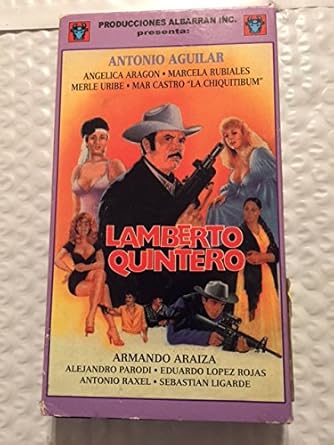 PRODUCCIONES ALBARRAN INC.
presenta:
ANTONIO AGUILAR
ANGELICA ARAGON • MARCELA RUBIALES
MERLE URIBE • MAR CASTRO "LA CHIQUITIBUM"
LAMBERTO
QUINTERO
ARMANDO ARAIZA
ALEJANDRO PARODI • EDUARDO LOPEZ ROJAS
ANTONIO RAXEL • SEBASTIAN LIGARDE